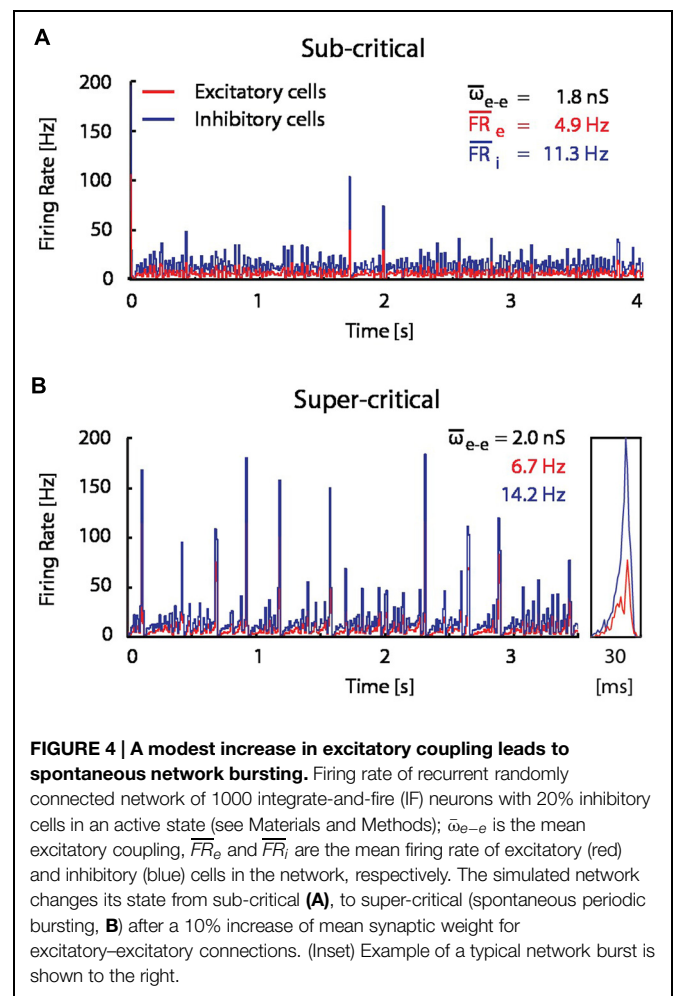 A
Sub-critical
Firing Rate [Hz]
200
150
100
50
0
Excitatory cells
Inhibitory cells
ω̅e-e = 1.8 nS
F̅R̅ e = 4.9 Hz
F̅R̅ i = 11.3 Hz
0 1 2 3 4
Time [s]
B
Super-critical
Firing Rate [Hz]
200
150
100
50
0
ω̅e-e = 2.0 nS
6.7 Hz
14.2 Hz
0 1 2 3
Time [s]
30
[ms]
FIGURE 4 | A modest increase in excitatory coupling leads to
spontaneous network bursting. Firing rate of recurrent randomly
connected network of 1000 integrate-and-fire (IF) neurons with 20% inhibitory
cells in an active state (see Materials and Methods); ω̅e−e is the mean
excitatory coupling, F̅R̅e and F̅R̅i are the mean firing rate of excitatory (red)
and inhibitory (blue) cells in the network, respectively. The simulated network
changes its state from sub-critical (A), to super-critical (spontaneous periodic
bursting, B) after a 10% increase of mean synaptic weight for
excitatory–excitatory connections. (Inset) Example of a typical network burst is
shown to the right.